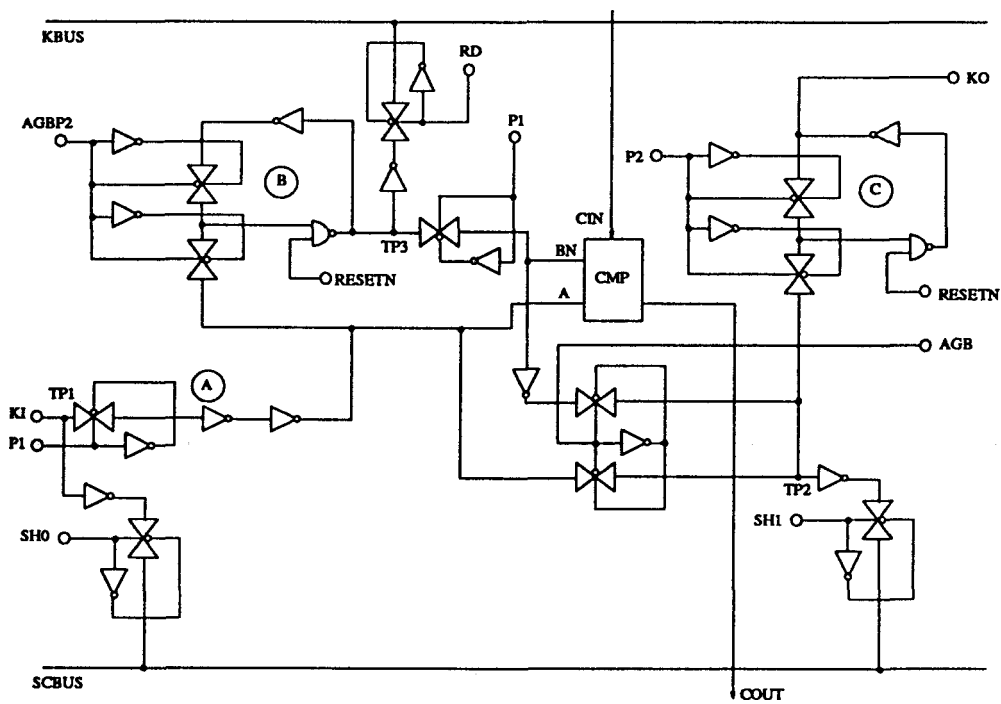 KBUS
RD
KO
AGBP2
P1
P2
B
C
CIN
TP3
BN
CMP
RESETN
A
RESETN
AGB
TP1
A
KI
P1
TP2
SH0
SH1
SCBUS
COUT